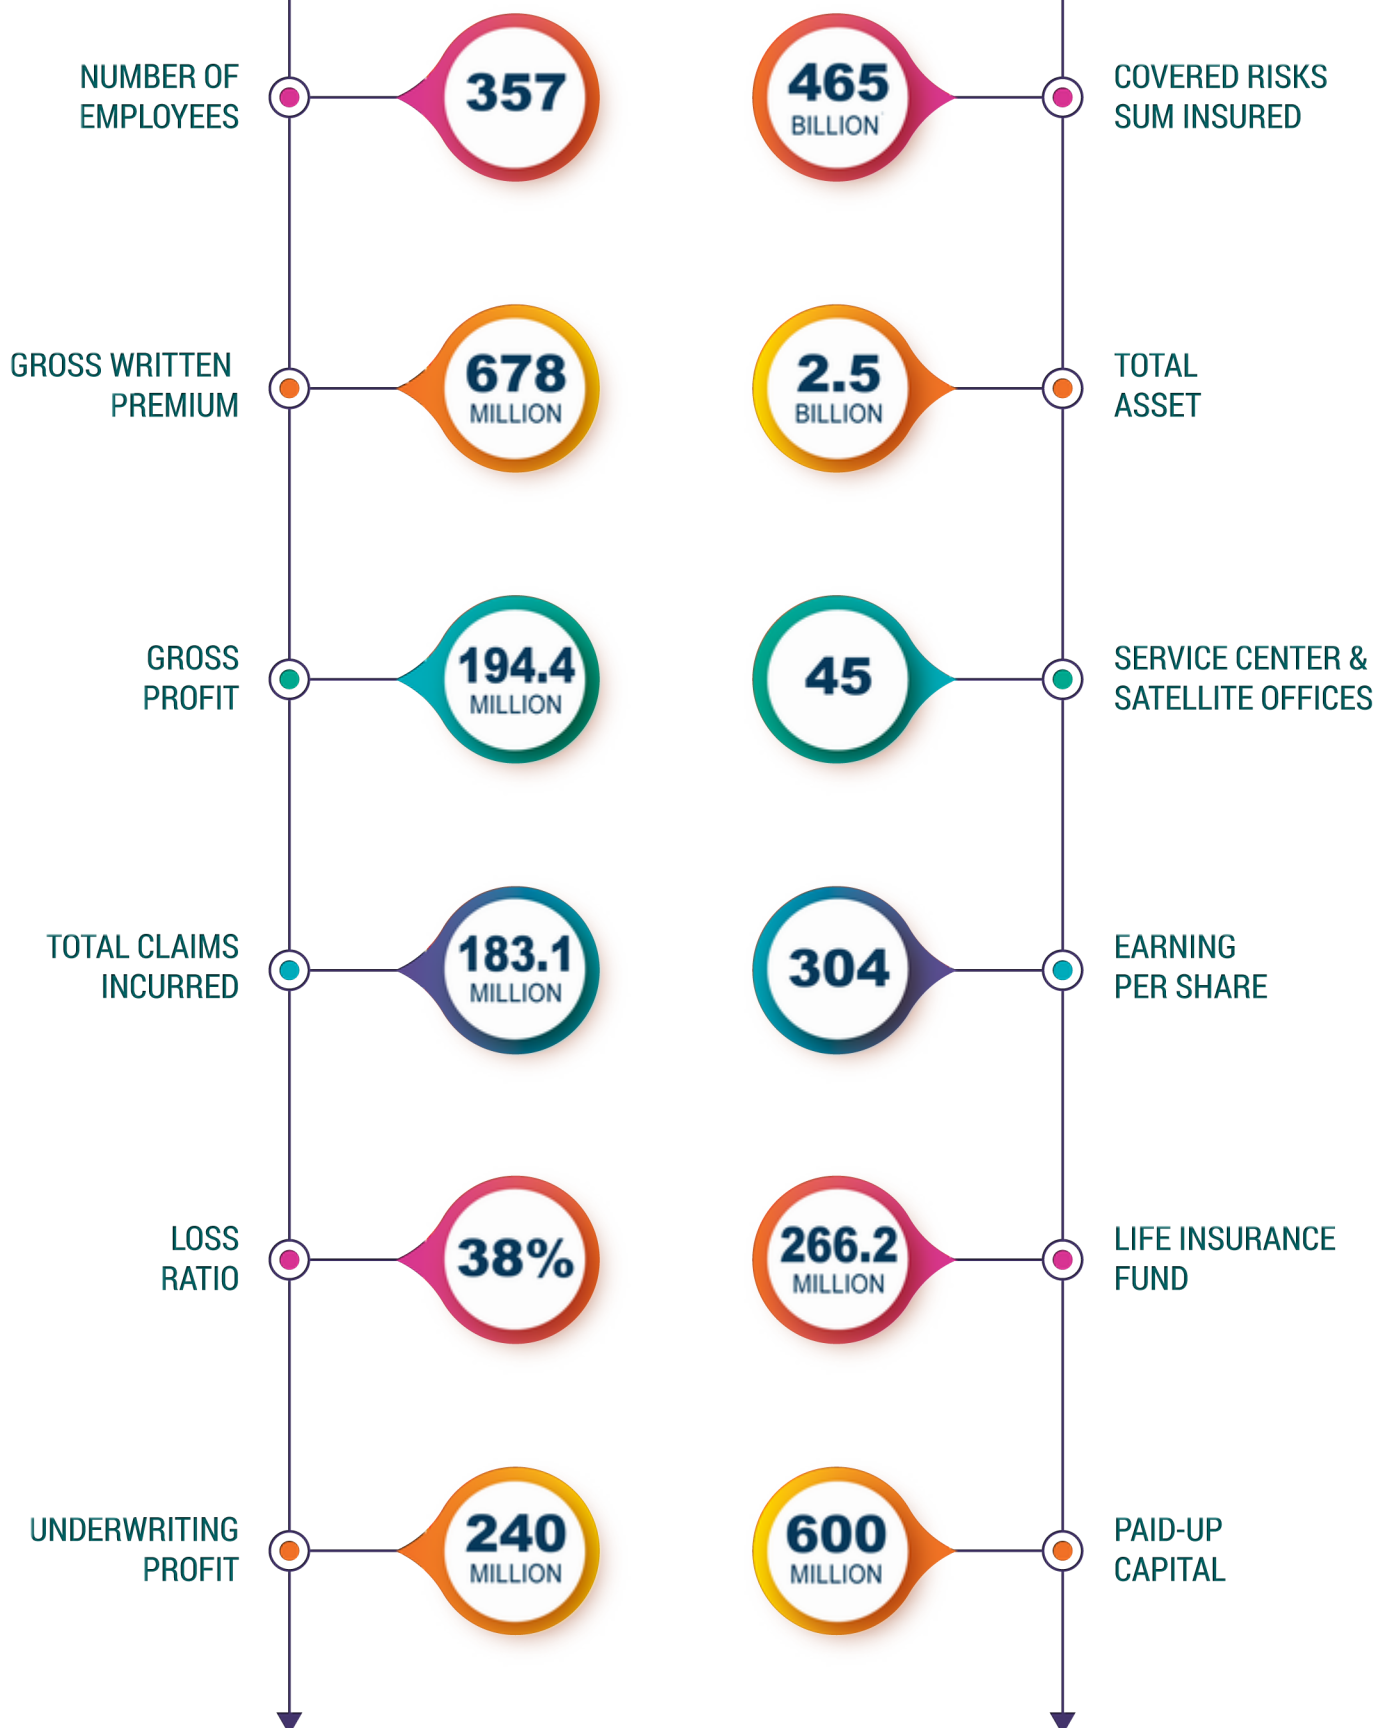 NUMBER OF
EMPLOYEES
357
465
BILLION
COVERED RISKS
SUM INSURED
GROSS WRITTEN
PREMIUM
678
MILLION
2.5
BILLION
TOTAL
ASSET
GROSS
PROFIT
194.4
MILLION
45
SERVICE CENTER &
SATELLITE OFFICES
TOTAL CLAIMS
INCURRED
183.1
MILLION
304
EARNING
PER SHARE
LOSS
RATIO
38%
266.2
MILLION
LIFE INSURANCE
FUND
UNDERWRITING
PROFIT
240
MILLION
600
MILLION
PAID-UP
CAPITAL